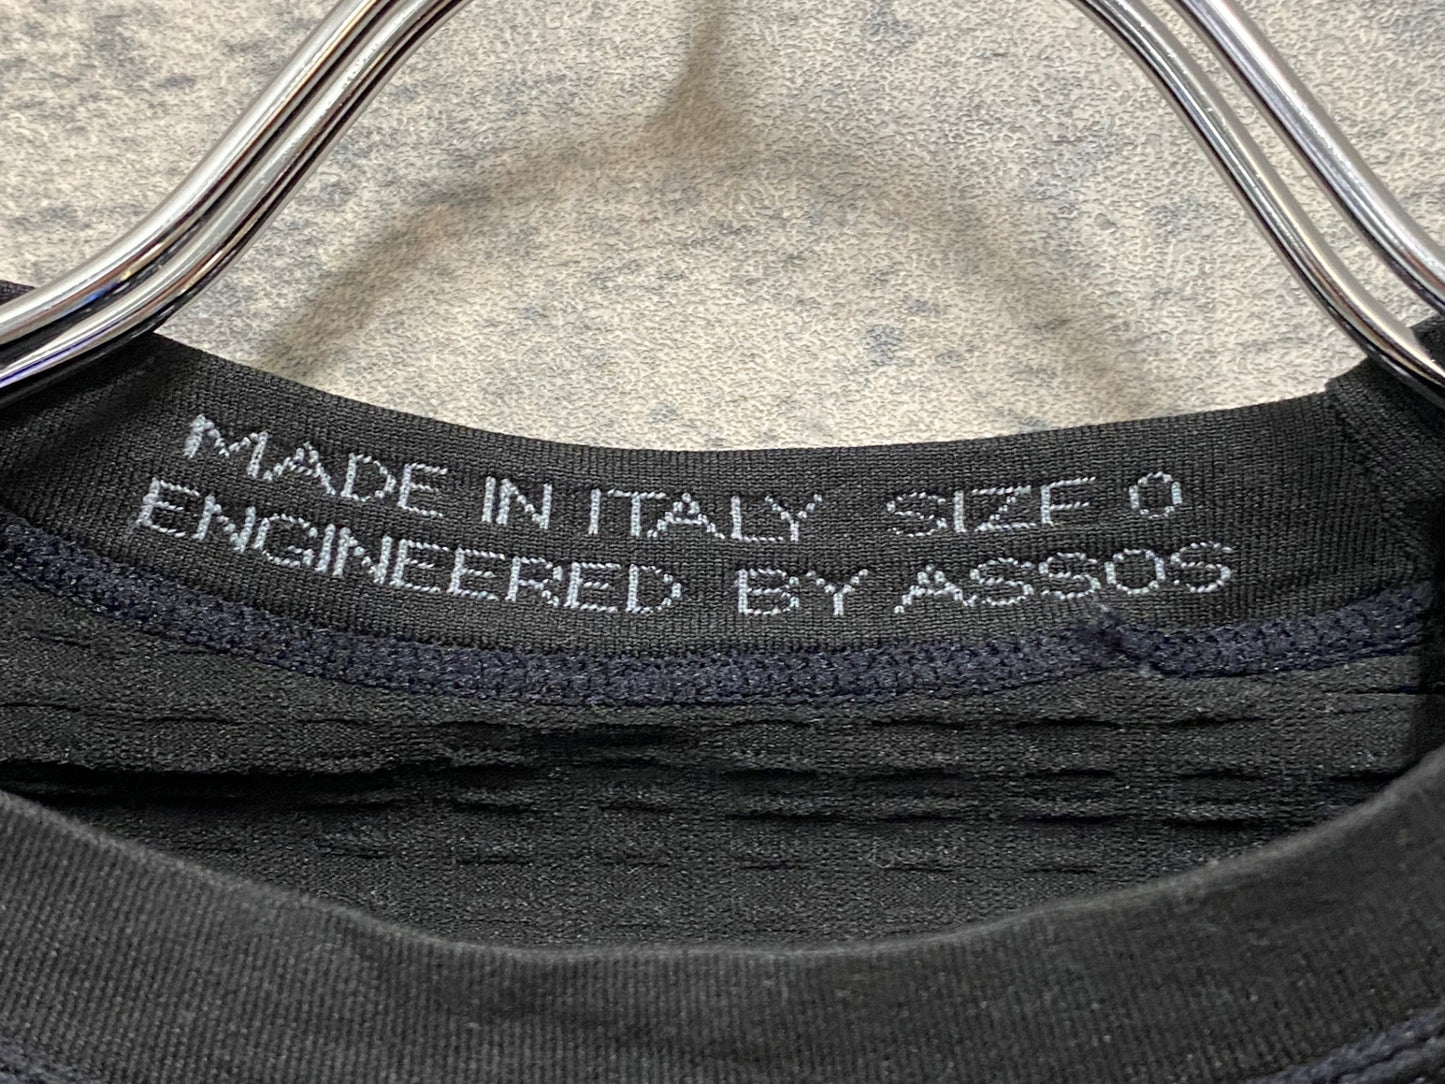 MADE IN ITALY SIZE 0
ENGINEERED BY ASSOS